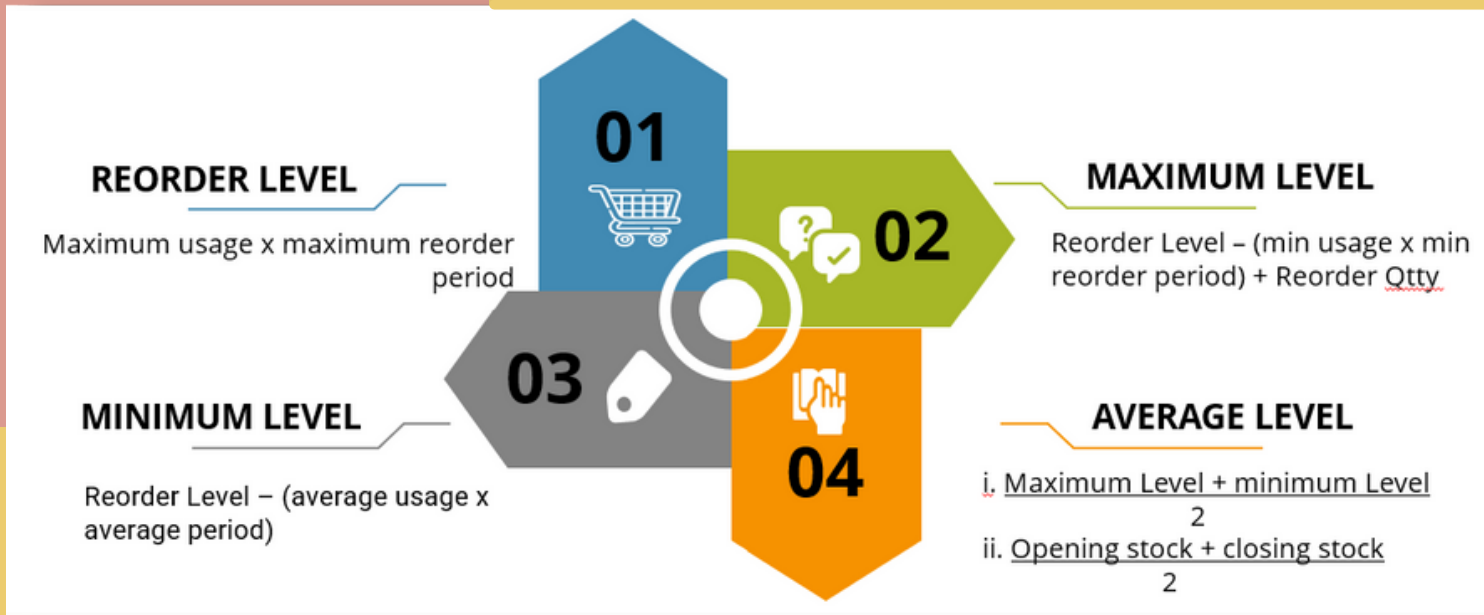 01
REORDER LEVEL
Maximum usage x maximum reorder
period
02
MAXIMUM LEVEL
Reorder Level – (min usage x min
reorder period) + Reorder Qtty
03
MINIMUM LEVEL
Reorder Level – (average usage x
average period)
04
AVERAGE LEVEL
i. Maximum Level + minimum Level
2
ii. Opening stock + closing stock
2